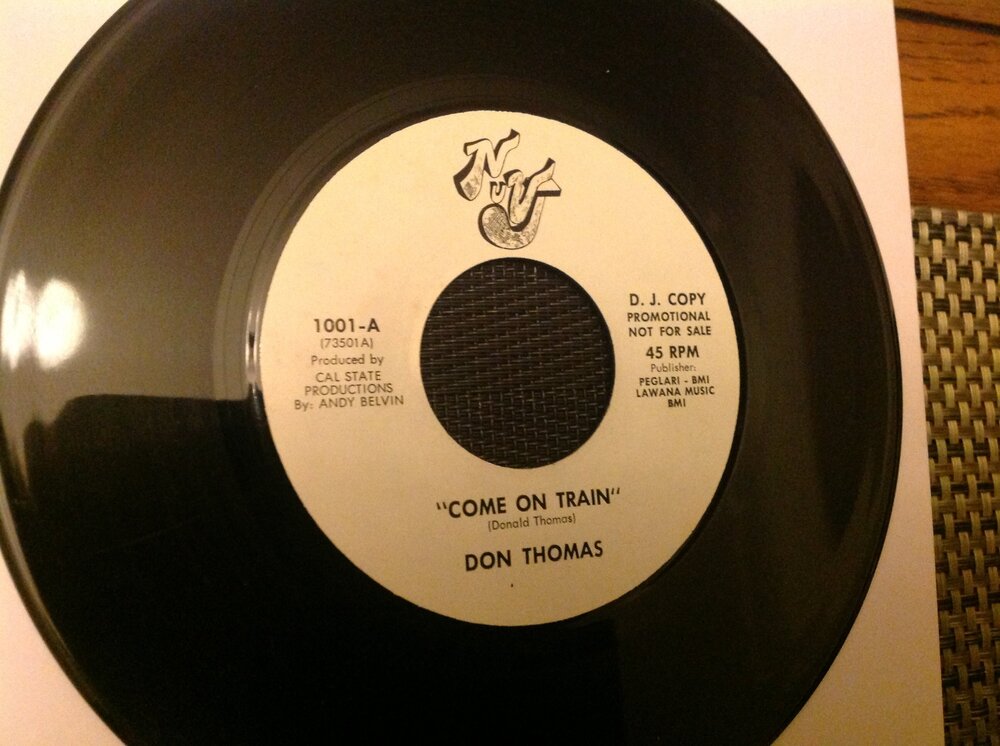 NUVJ
1001-A
(73501A)
Produced by
CAL STATE
PRODUCTIONS
By: ANDY BELVIN
D. J. COPY
PROMOTIONAL
NOT FOR SALE
45 RPM
Publisher:
PEGLARI - BMI
LAWANA MUSIC
BMI
"COME ON TRAIN"
(Donald Thomas)
DON THOMAS